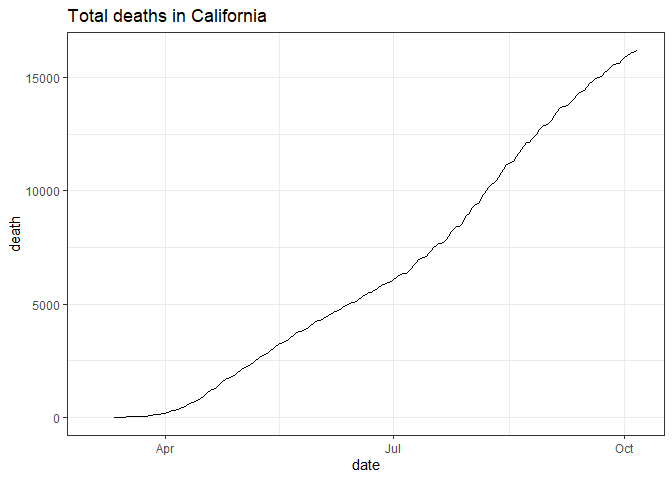 Total deaths in California
15000
10000
5000
0
death
Apr
Jul
Oct
date